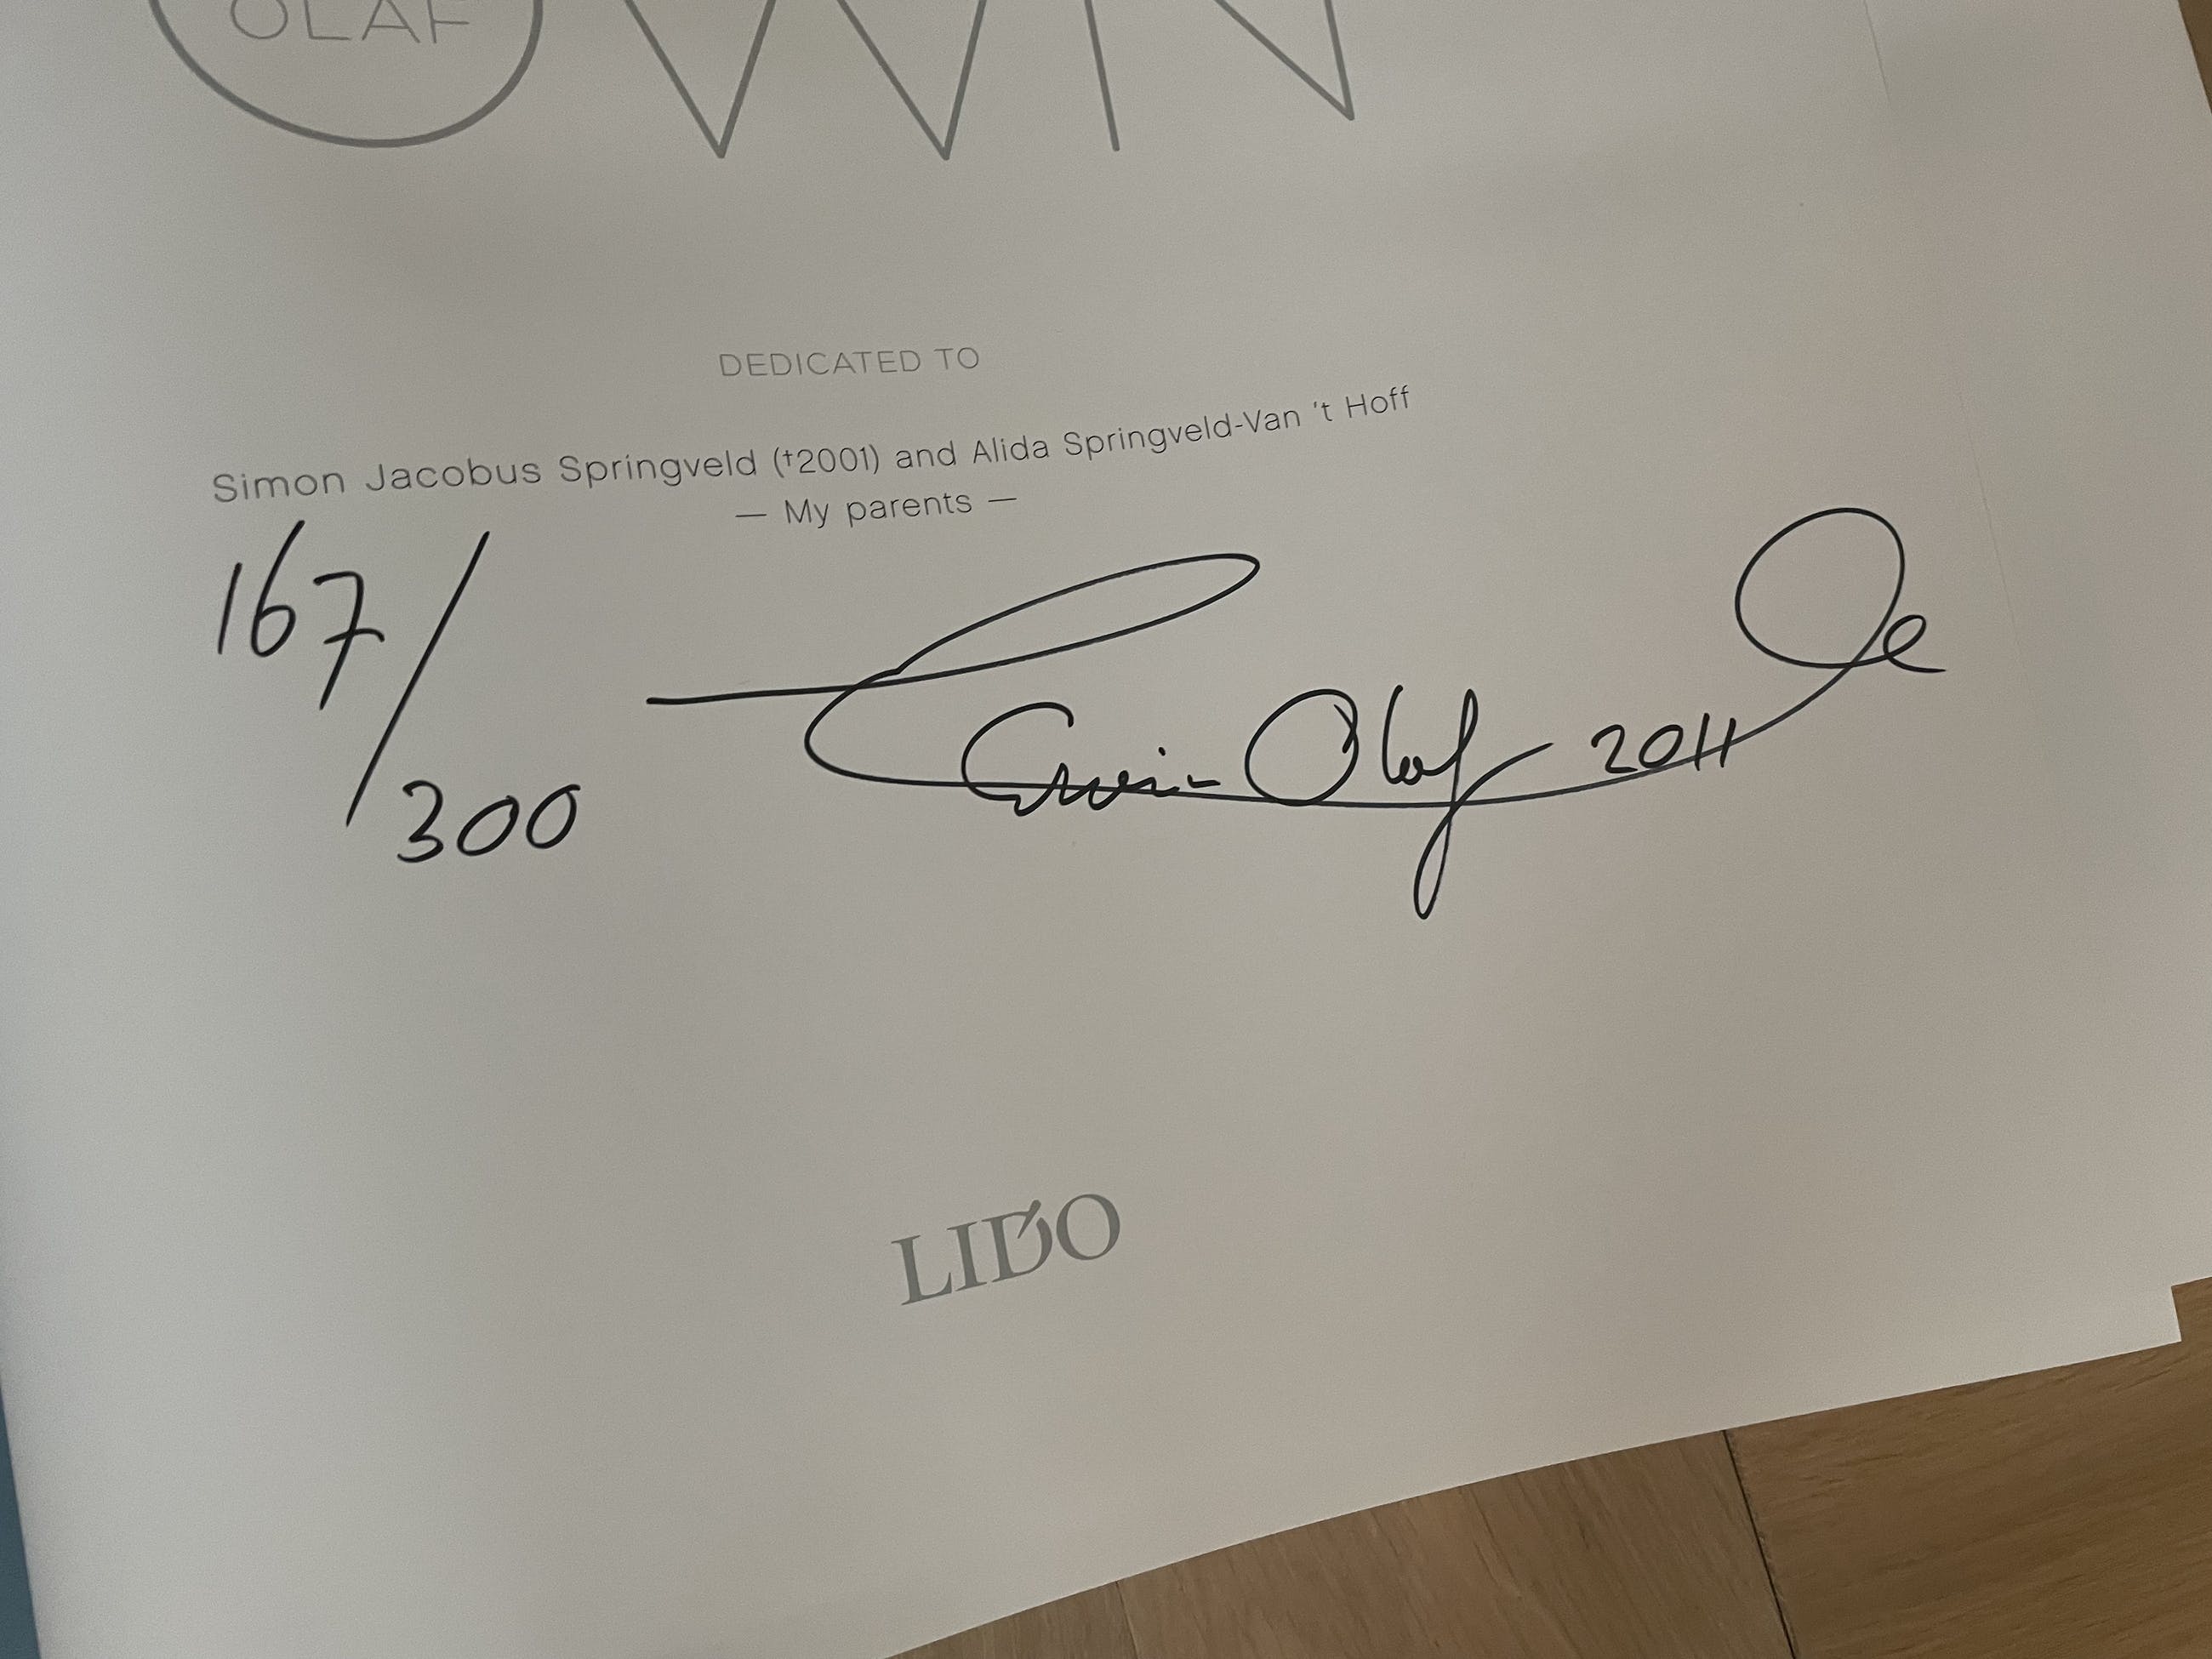 OLAF
OWN
DEDICATED TO
Simon Jacobus Springveld (†2001) and Alida Springveld-Van 't Hoff
— My parents —
167/300
Erwin Olaf 2011
LIDO